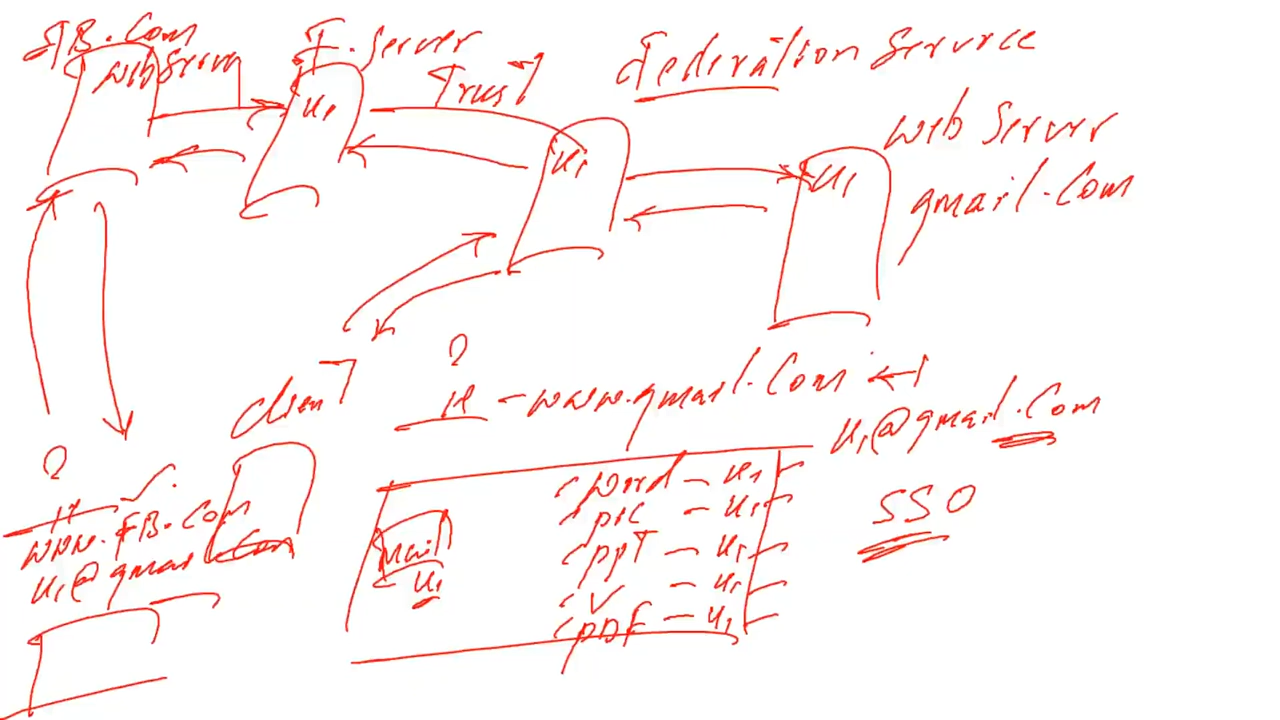 FB.Com
Web Serve
F. Server
Trust
Federation Service
Web Server
gmail.Com
u1
u1
u1
Client
www.gmail.Com
u1@gmail.Com
SSO
www.FB.Com
u1@gmail.Com
mail
u1
word - u1
pic - u1
ppT - u1
V - u1
PDF - u1